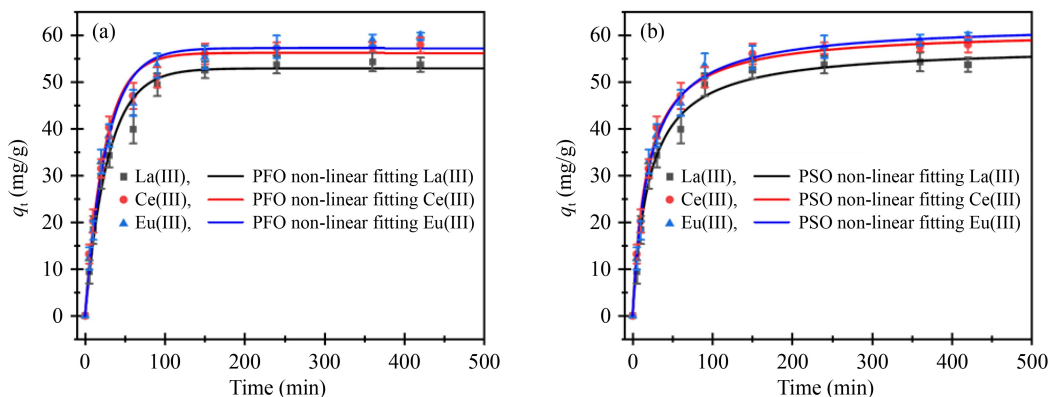 (a)
60
50
40
30
20
10
0
qt (mg/g)
La(III), PFO non-linear fitting La(III)
Ce(III), PFO non-linear fitting Ce(III)
Eu(III), PFO non-linear fitting Eu(III)
0 100 200 300 400 500
Time (min)
(b)
60
50
40
30
20
10
0
qt (mg/g)
La(III), PSO non-linear fitting La(III)
Ce(III), PSO non-linear fitting Ce(III)
Eu(III), PSO non-linear fitting Eu(III)
0 100 200 300 400 500
Time (min)